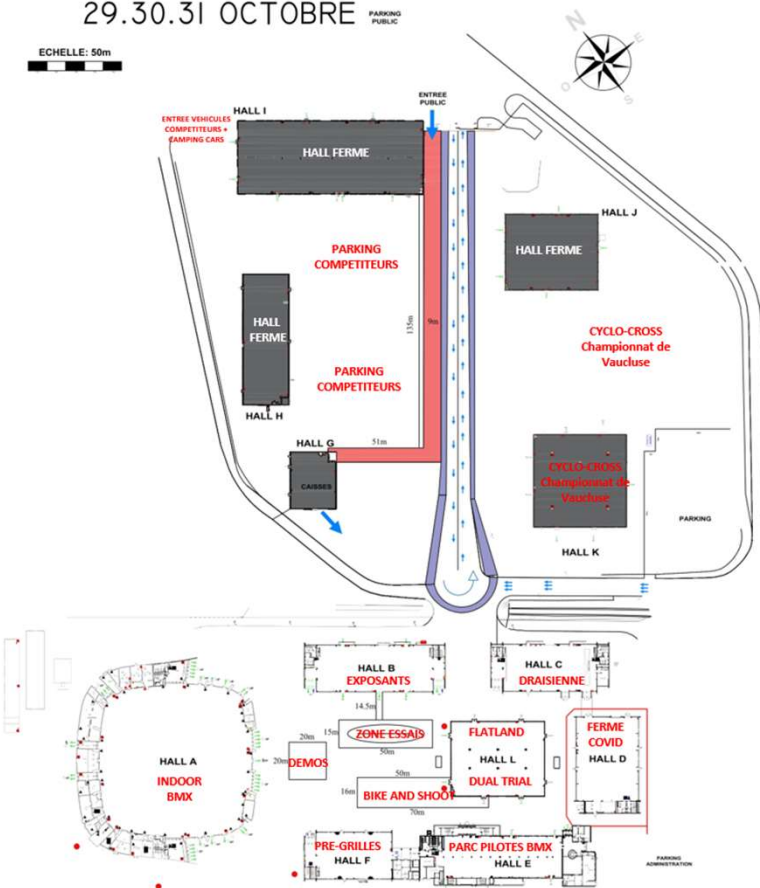 29.30.31 OCTOBRE
PARKING
PUBLIC
ECHELLE: 50m
N
E
O
S
ENTREE
PUBLIC
HALL I
ENTREE VEHICULES
COMPETITEURS +
CAMPING CARS
HALL FERME
HALL J
HALL FERME
PARKING
COMPETITEURS
HALL
FERME
135m
9m
CYCLO-CROSS
Championnat de
Vaucluse
PARKING
COMPETITEURS
HALL H
HALL G
51m
CAISSES
CYCLO-CROSS
Championnat de
Vaucluse
PARKING
HALL K
HALL B
EXPOSANTS
HALL C
DRAISIENNE
14.5m
15m
ZONE ESSAIS
50m
FLATLAND
HALL L
DUAL TRIAL
FERME
COVID
HALL D
20m
20m
DEMOS
HALL A
INDOOR
BMX
50m
16m
BIKE AND SHOOT
70m
PRE-GRILLES
HALL F
PARC PILOTES BMX
HALL E
PARKING
ADMINISTRATION